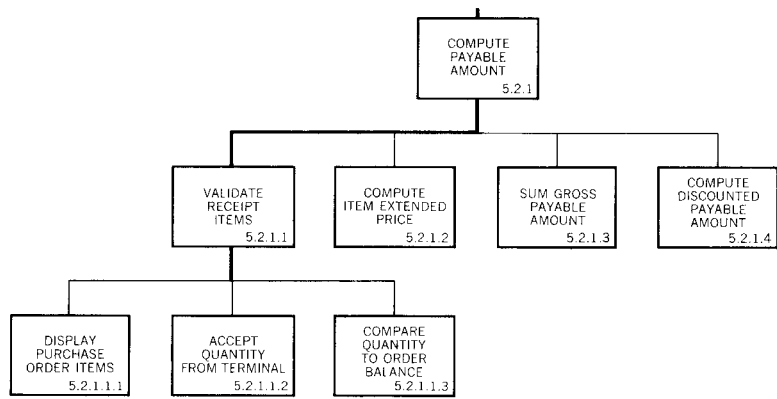 COMPUTE
PAYABLE
AMOUNT
5.2.1
VALIDATE
RECEIPT
ITEMS
5.2.1.1
COMPUTE
ITEM EXTENDED
PRICE
5.2.1.2
SUM GROSS
PAYABLE
AMOUNT
5.2.1.3
COMPUTE
DISCOUNTED
PAYABLE
AMOUNT
5.2.1.4
DISPLAY
PURCHASE
ORDER ITEMS
5.2.1.1.1
ACCEPT
QUANTITY
FROM TERMINAL
5.2.1.1.2
COMPARE
QUANTITY
TO ORDER
BALANCE
5.2.1.1.3